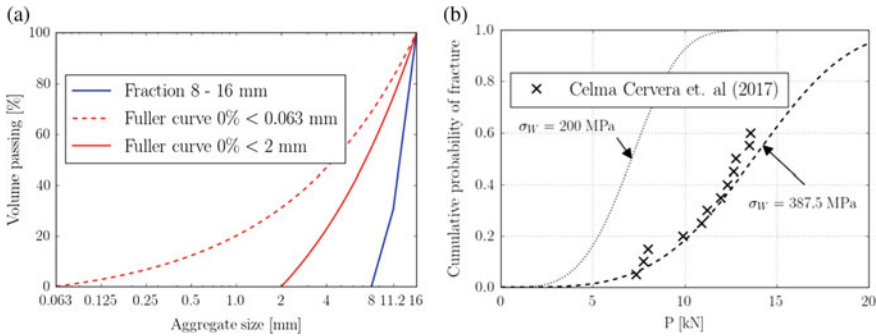 (a)
100
80
60
40
20
0
Volume passing [%]
Fraction 8 - 16 mm
Fuller curve 0% < 0.063 mm
Fuller curve 0% < 2 mm
0.063 0.125 0.25 0.5 1.0 2 4 8 11.2 16
Aggregate size [mm]
(b)
1.0
0.8
0.6
0.4
0.2
0.0
Cumulative probability of fracture
Celma Cervera et. al (2017)
σW = 200 MPa
σW = 387.5 MPa
0 5 10 15 20
P [kN]